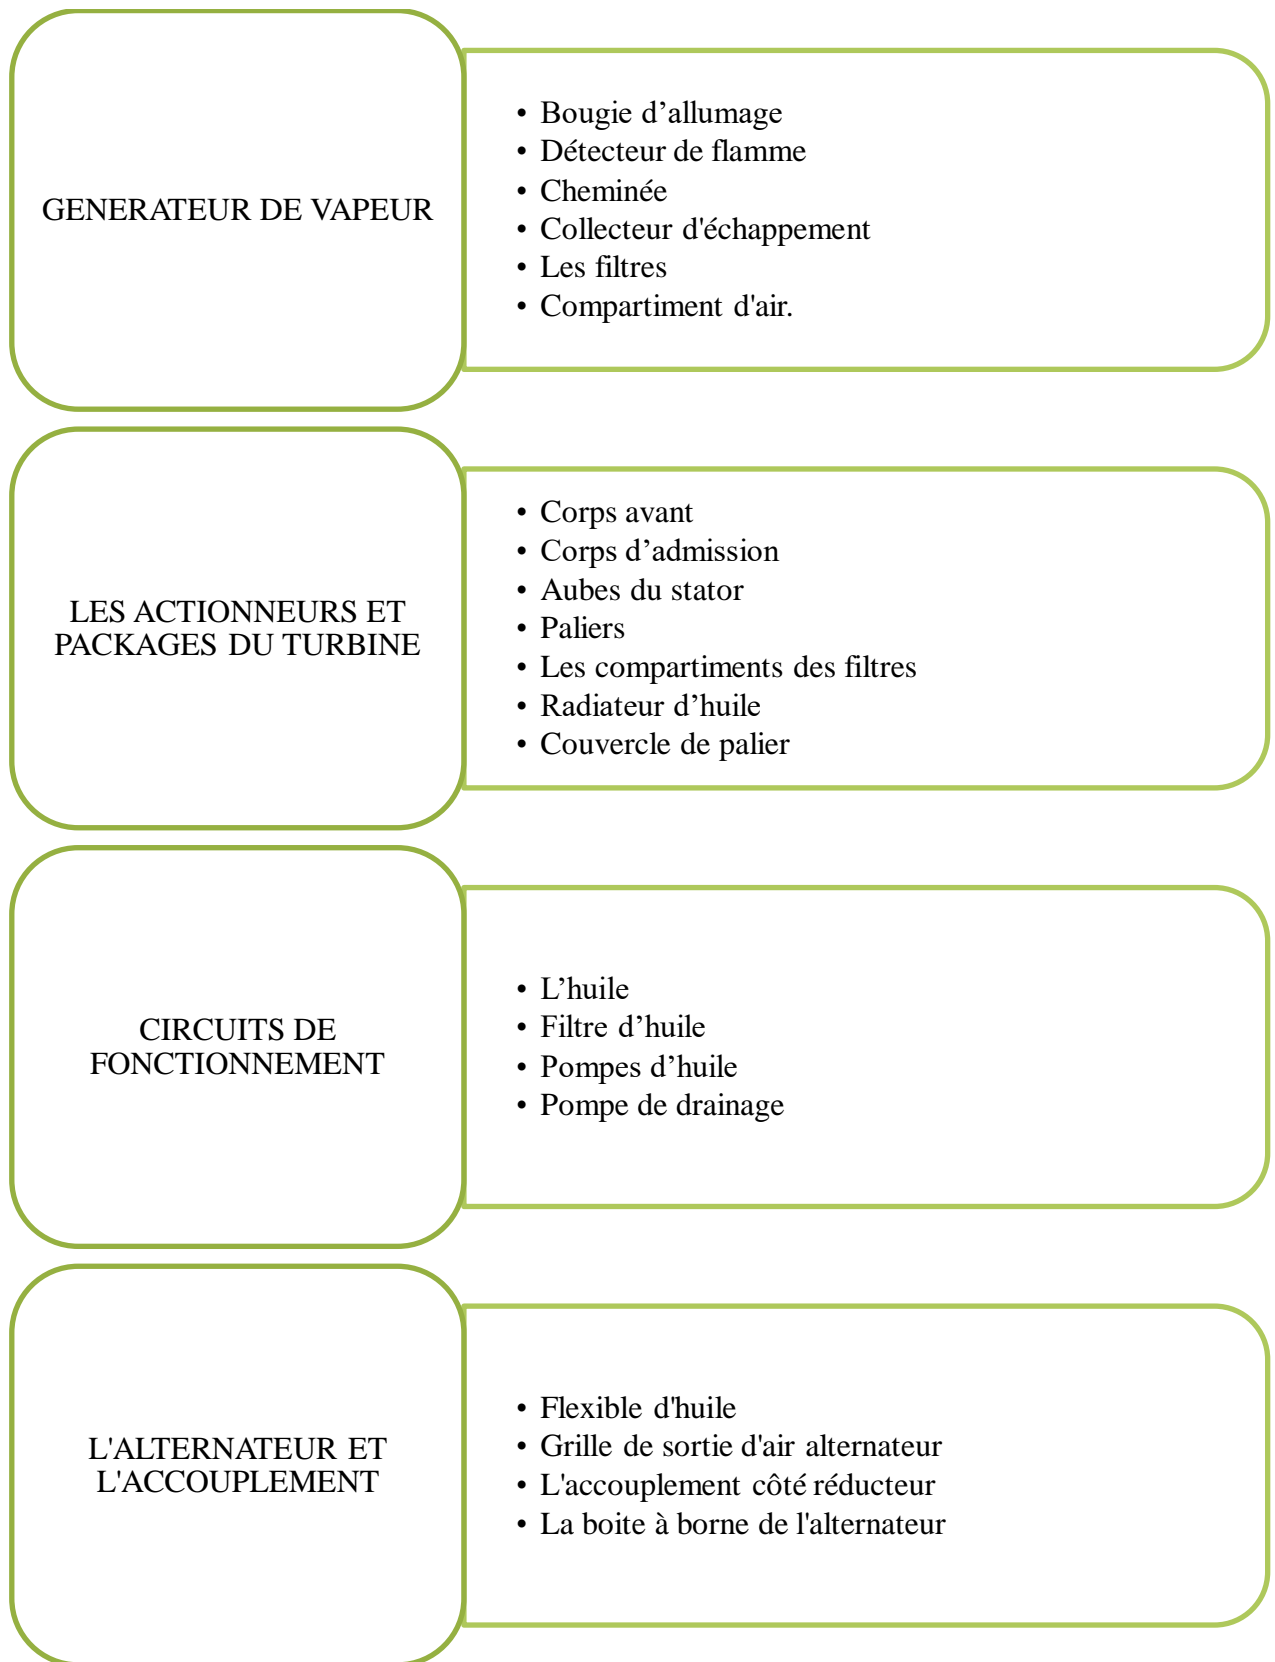 GENERATEUR DE VAPEUR
• Bougie d’allumage
• Détecteur de flamme
• Cheminée
• Collecteur d'échappement
• Les filtres
• Compartiment d'air.
LES ACTIONNEURS ET
PACKAGES DU TURBINE
• Corps avant
• Corps d’admission
• Aubes du stator
• Paliers
• Les compartiments des filtres
• Radiateur d’huile
• Couvercle de palier
CIRCUITS DE
FONCTIONNEMENT
• L’huile
• Filtre d’huile
• Pompes d’huile
• Pompe de drainage
L'ALTERNATEUR ET
L'ACCOUPLEMENT
• Flexible d'huile
• Grille de sortie d'air alternateur
• L'accouplement côté réducteur
• La boite à borne de l'alternateur